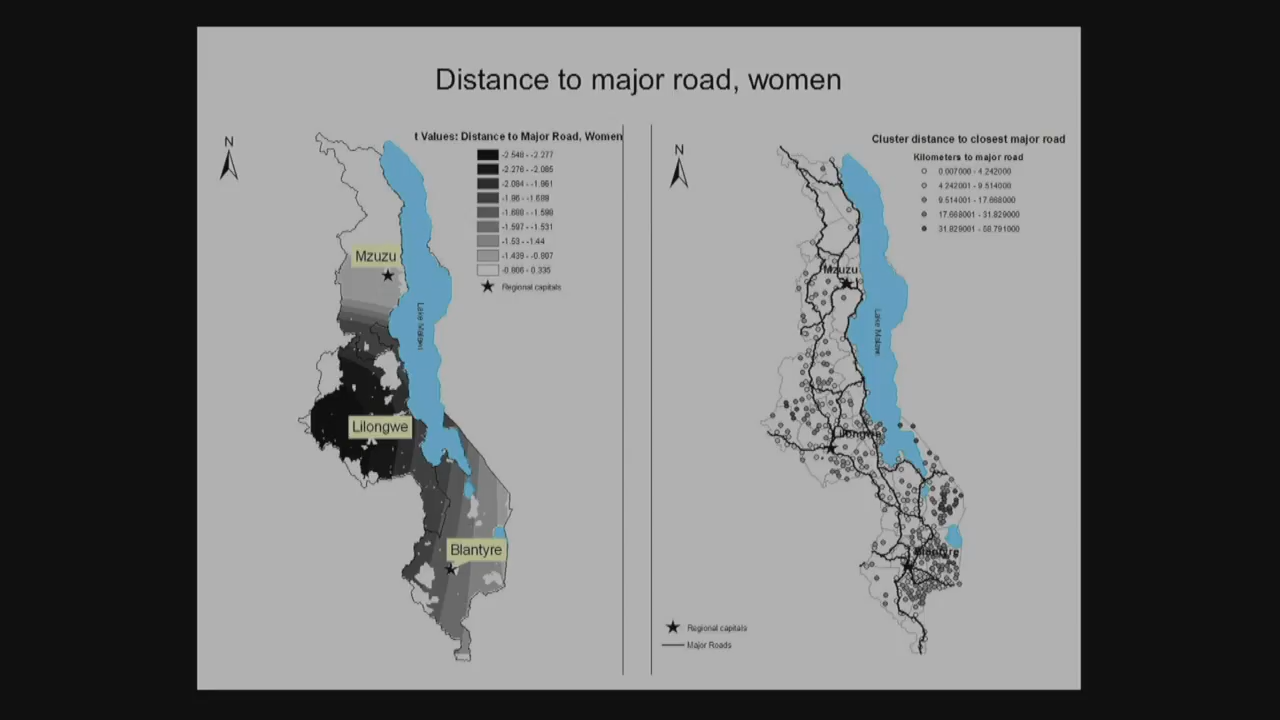 Distance to major road, women
N
t Values: Distance to Major Road, Women
-2.548 - -2.277
-2.276 - -2.085
-2.084 - -1.961
-1.96 - -1.689
-1.688 - -1.598
-1.597 - -1.531
-1.53 - -1.44
-1.439 - -0.807
-0.806 - 0.335
Regional capitals
Mzuzu
Lake Malawi
Lilongwe
Blantyre
N
Cluster distance to closest major road
Kilometers to major road
0.007000 - 4.242000
4.242001 - 9.514000
9.514001 - 17.668000
17.668001 - 31.829000
31.829001 - 58.791000
Mzuzu
Lake Malawi
Lilongwe
Blantyre
Regional capitals
Major Roads